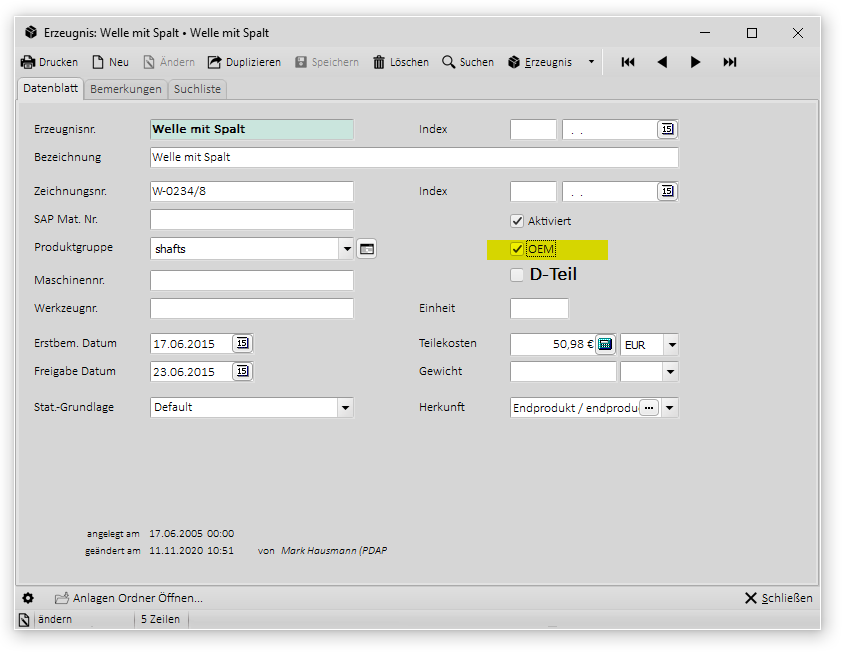 Erzeugnis: Welle mit Spalt • Welle mit Spalt
Drucken Neu Ändern Duplizieren Speichern Löschen Suchen Erzeugnis
Datenblatt Bemerkungen Suchliste
Erzeugnisnr. Welle mit Spalt Index . . 15
Bezeichnung Welle mit Spalt
Zeichnungsnr. W-0234/8 Index . . 15
SAP Mat. Nr. Aktiviert
Produktgruppe shafts OEM
Maschinennr. D-Teil
Werkzeugnr. Einheit
Erstbem. Datum 17.06.2015 15 Teilekosten 50,98 € EUR
Freigabe Datum 23.06.2015 15 Gewicht
Stat.-Grundlage Default Herkunft Endprodukt / endprodu ...
angelegt am 17.06.2005 00:00
geändert am 11.11.2020 10:51 von Mark Hausmann (PDAP
Anlagen Ordner Öffnen... Schließen
ändern 5 Zeilen